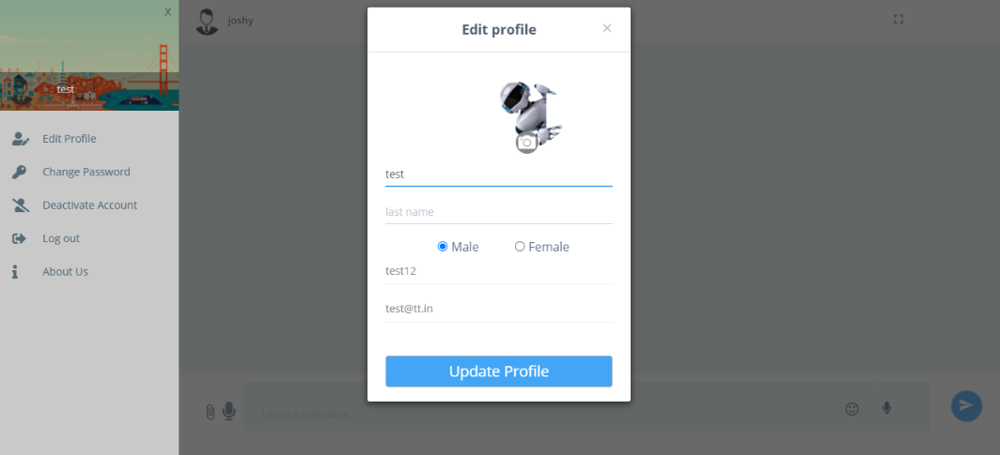 X
joshy
test
Edit Profile
Change Password
Deactivate Account
Log out
About Us
Edit profile
×
test
last name
Male
Female
test12
test@tt.in
Update Profile
Leave a comment.